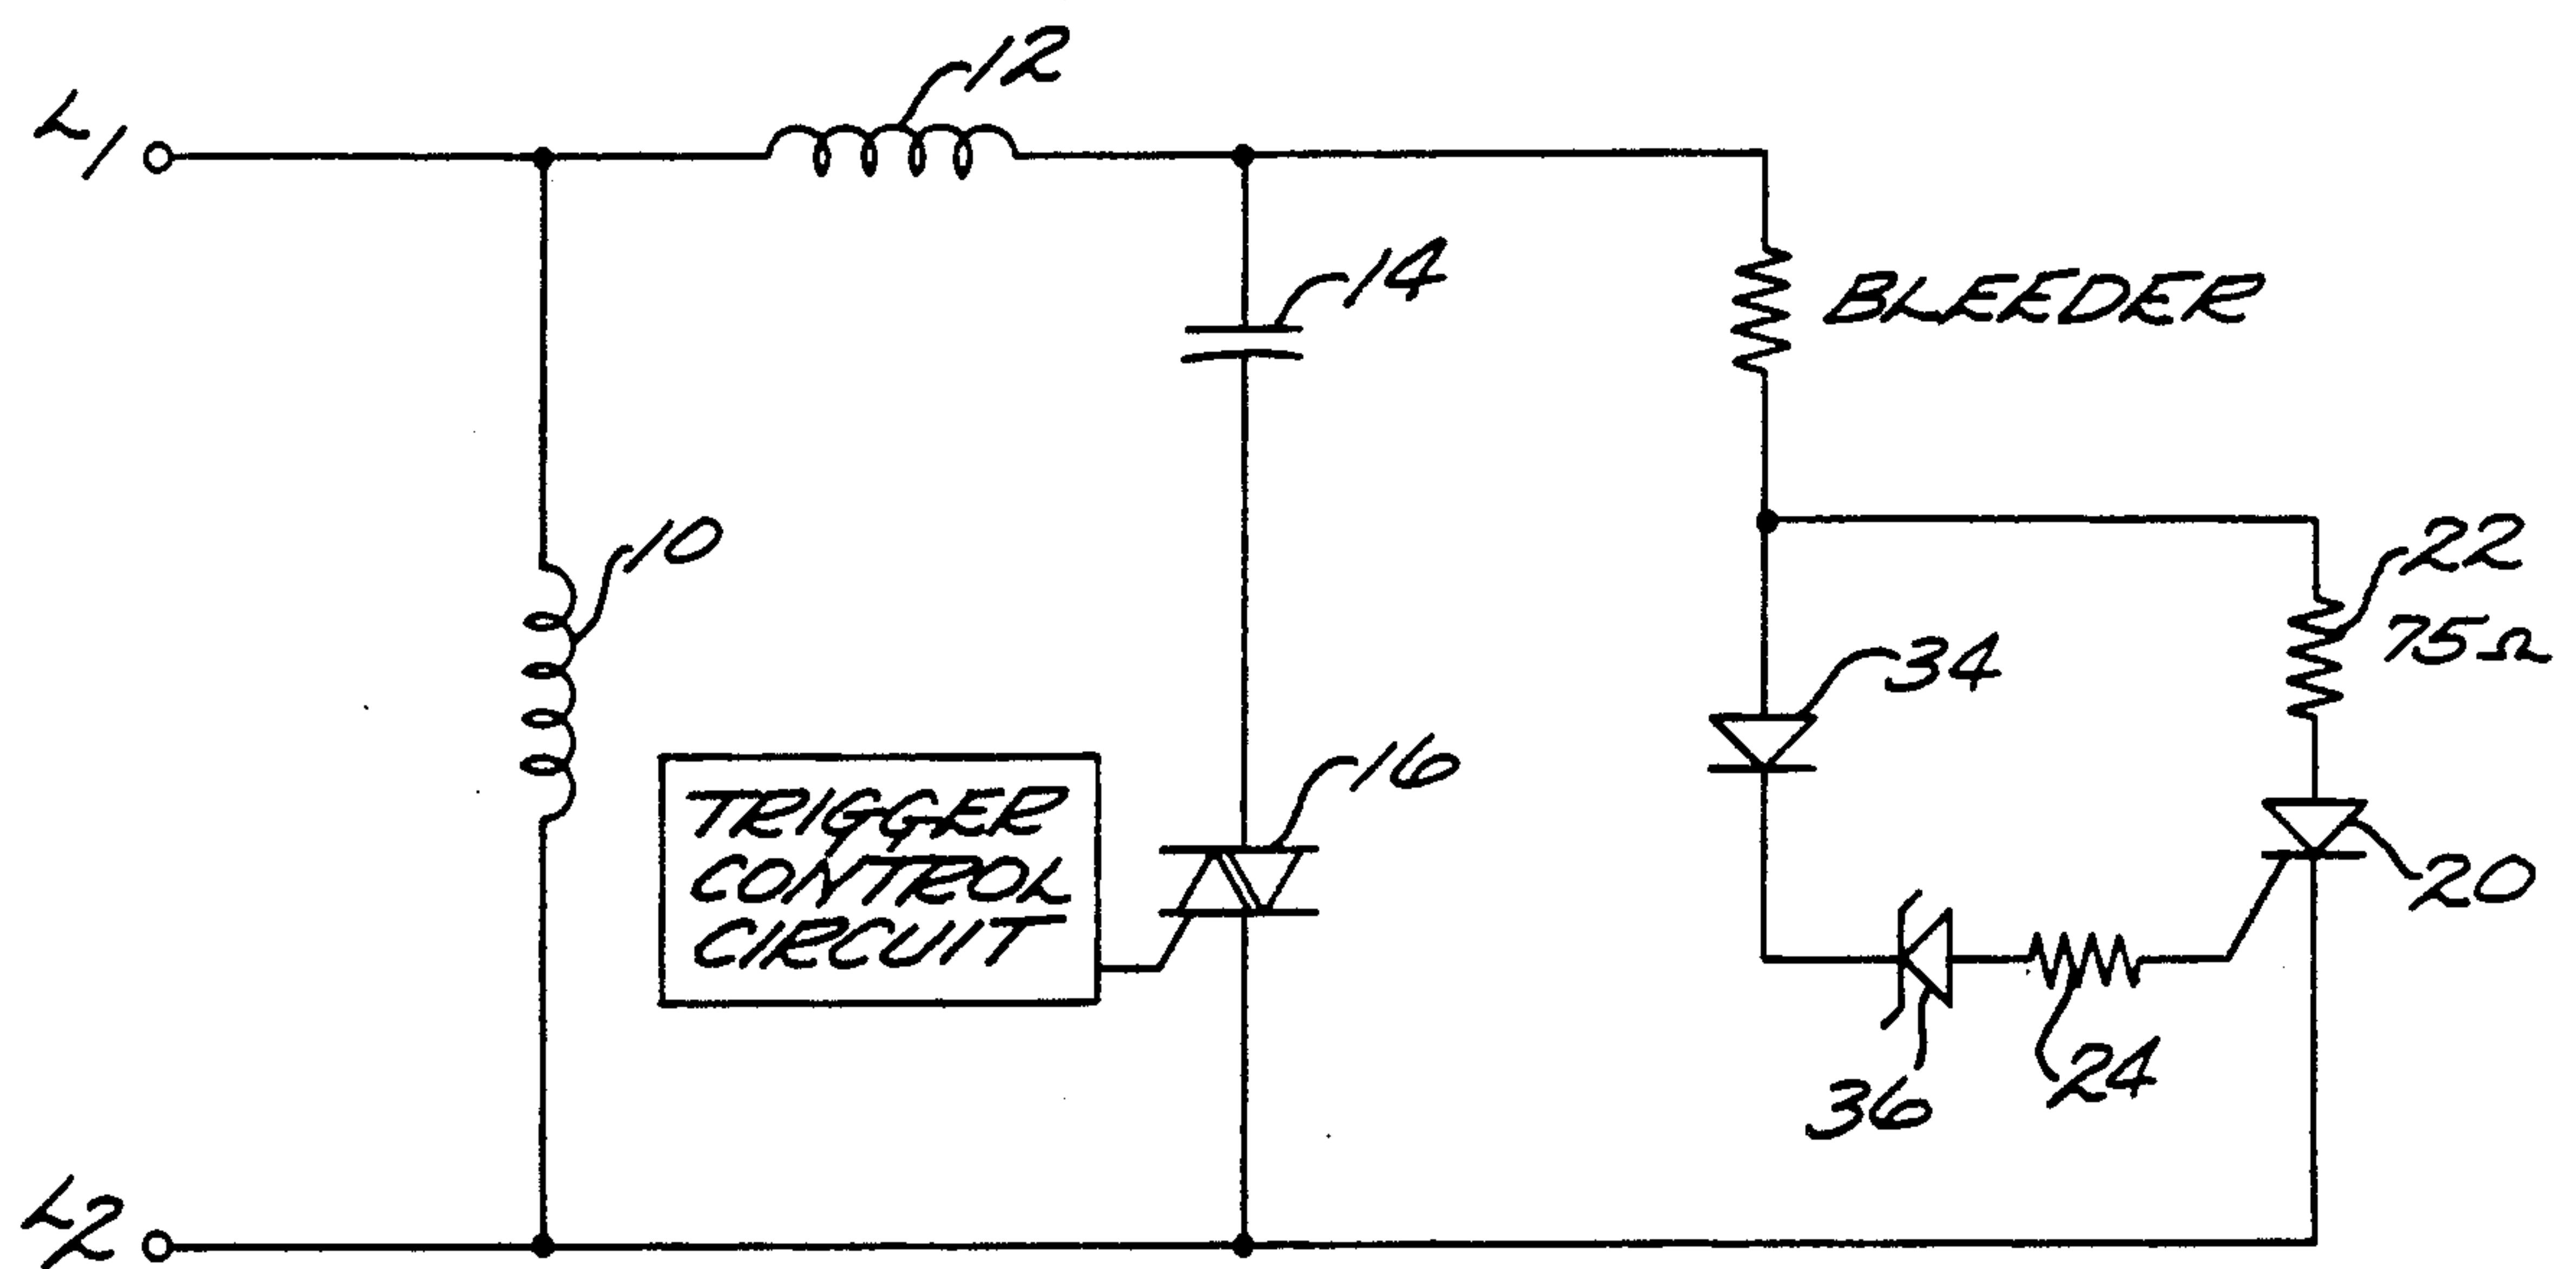 12
L1
14
BLEEDER
10
22
75Ω
34
16
TRIGGER
CONTROL
CIRCUIT
20
36
24
L2